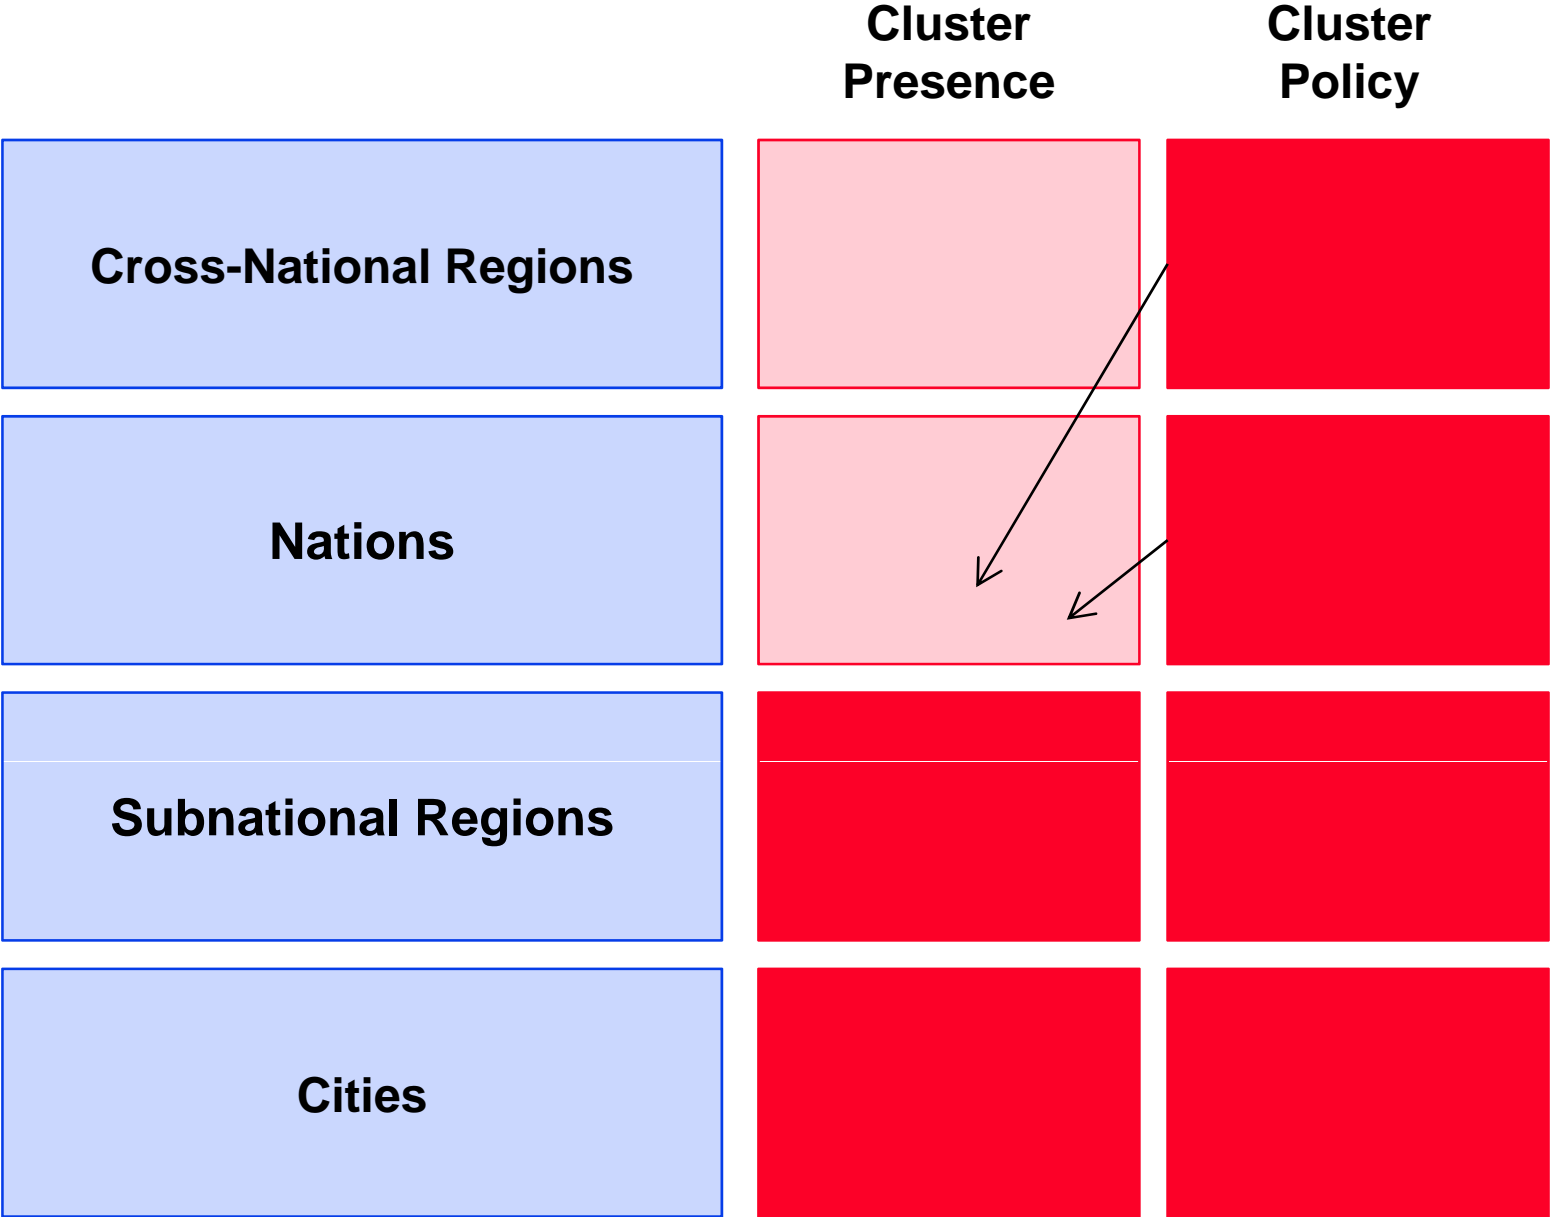 Cluster Presence
Cluster Policy
Cross-National Regions
Nations
Subnational Regions
Cities